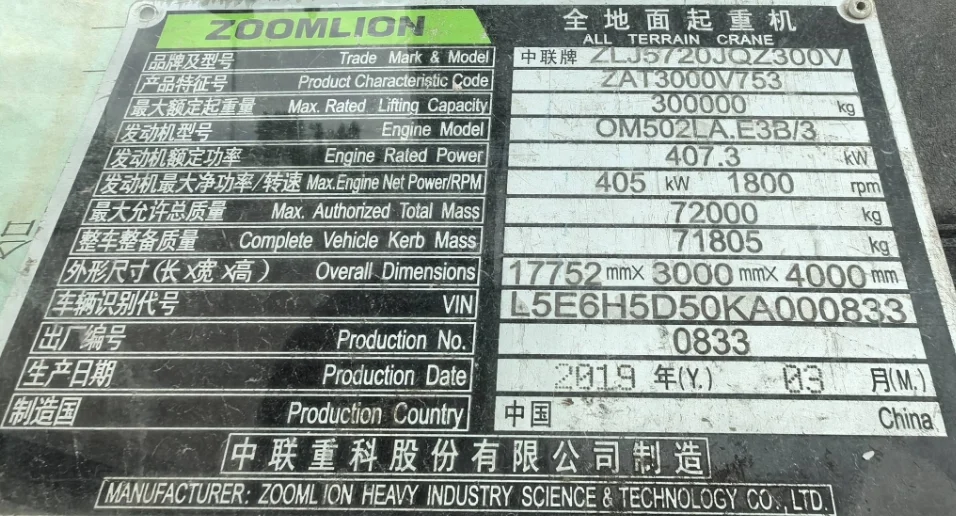 ZOOMLION 全地面起重机
ALL TERRAIN CRANE
品牌及型号 Trade Mark & Model 中联牌 ZLJ5720JQZ300V
产品特征号 Product Characteristic Code ZAT3000V753
最大额定起重量 Max. Rated Lifting Capacity 300000 kg
发动机型号 Engine Model OM502LA.E3B/3
发动机额定功率 Engine Rated Power 407.3 kW
发动机最大净功率/转速 Max.Engine Net Power/RPM 405 kW 1800 rpm
最大允许总质量 Max. Authorized Total Mass 72000 kg
整车整备质量 Complete Vehicle Kerb Mass 71805 kg
外形尺寸(长X宽X高) Overall Dimensions 17752mmX 3000mmX 4000mm
车辆识别代号 VIN L5E6H5D50KA000833
出厂编号 Production No. 0833
生产日期 Production Date 2019 年(Y.) 03 月(M.)
制造国 Production Country 中国 China
中联重科股份有限公司制造
MANUFACTURER: ZOOMLION HEAVY INDUSTRY SCIENCE & TECHNOLOGY CO., LTD.